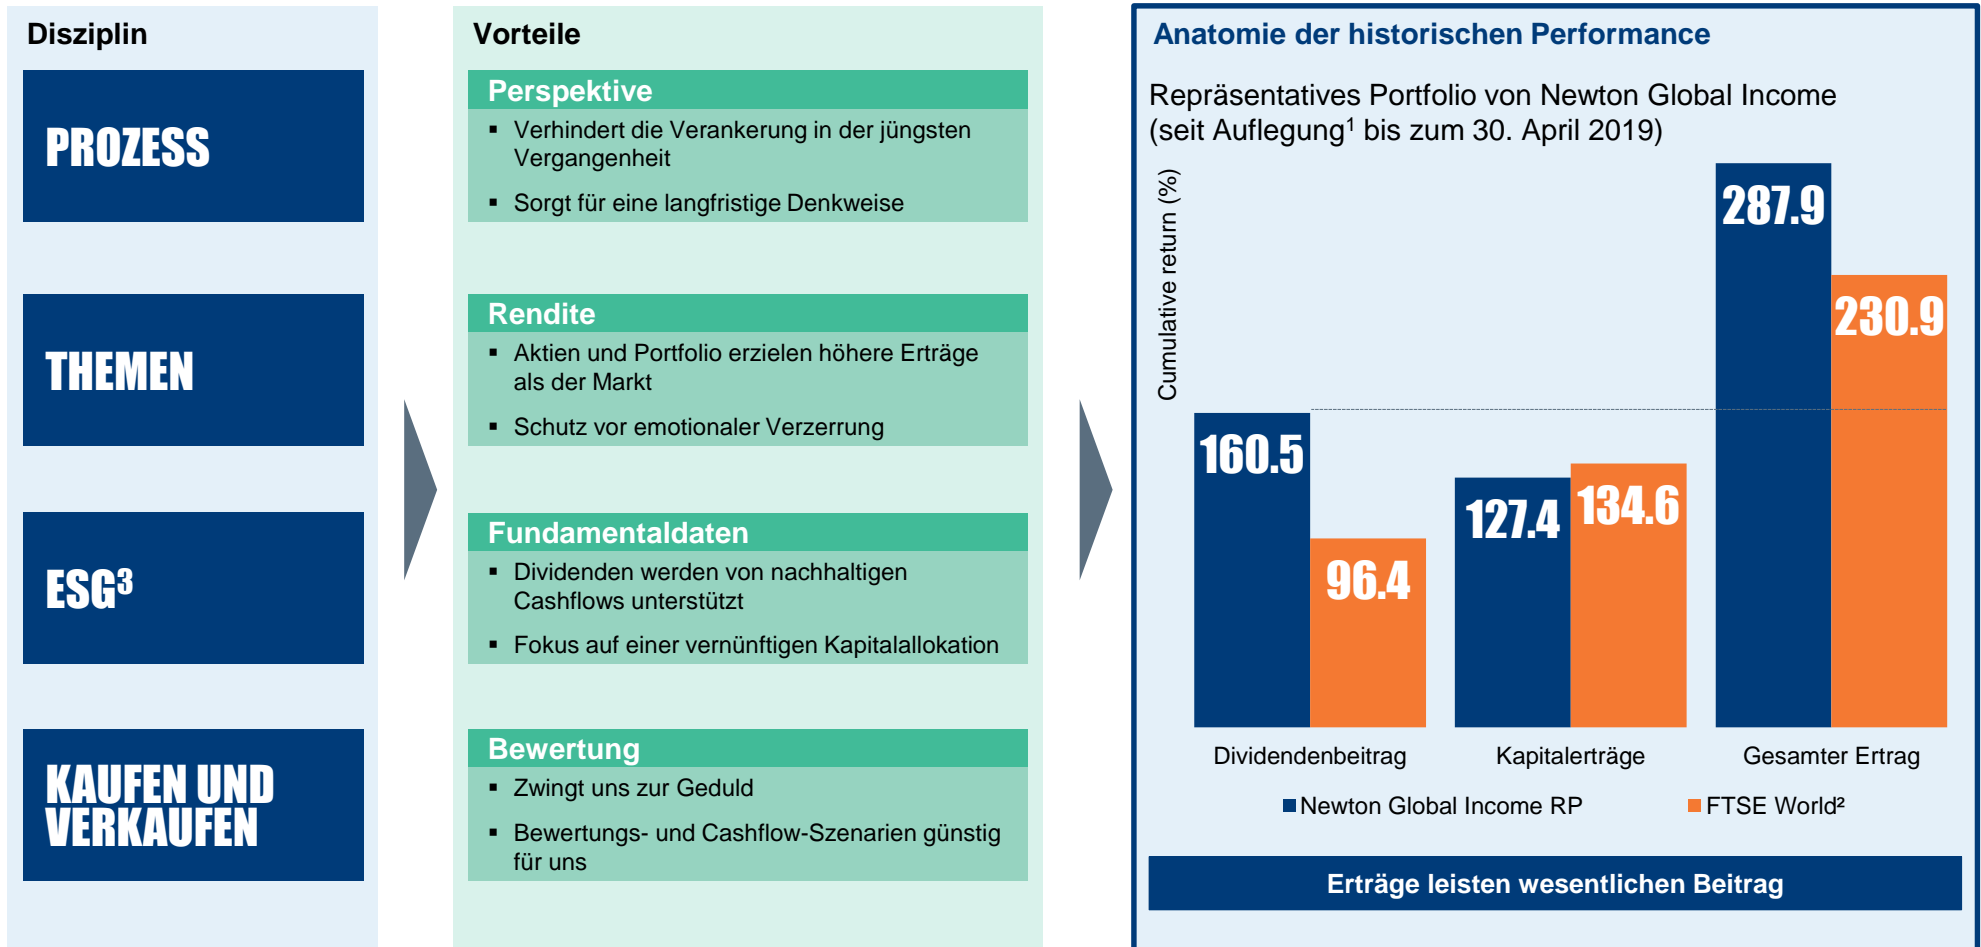 Disziplin
PROZESS
THEMEN
ESG³
KAUFEN UND
VERKAUFEN
Vorteile
Perspektive
▪ Verhindert die Verankerung in der jüngsten
Vergangenheit
▪ Sorgt für eine langfristige Denkweise
Rendite
▪ Aktien und Portfolio erzielen höhere Erträge
als der Markt
▪ Schutz vor emotionaler Verzerrung
Fundamentaldaten
▪ Dividenden werden von nachhaltigen
Cashflows unterstützt
▪ Fokus auf einer vernünftigen Kapitalallokation
Bewertung
▪ Zwingt uns zur Geduld
▪ Bewertungs- und Cashflow-Szenarien günstig
für uns
Anatomie der historischen Performance
Repräsentatives Portfolio von Newton Global Income
(seit Auflegung¹ bis zum 30. April 2019)
Cumulative return (%)
160.5
96.4
127.4
134.6
287.9
230.9
Dividendenbeitrag
Kapitalerträge
Gesamter Ertrag
Newton Global Income RP
FTSE World²
Erträge leisten wesentlichen Beitrag